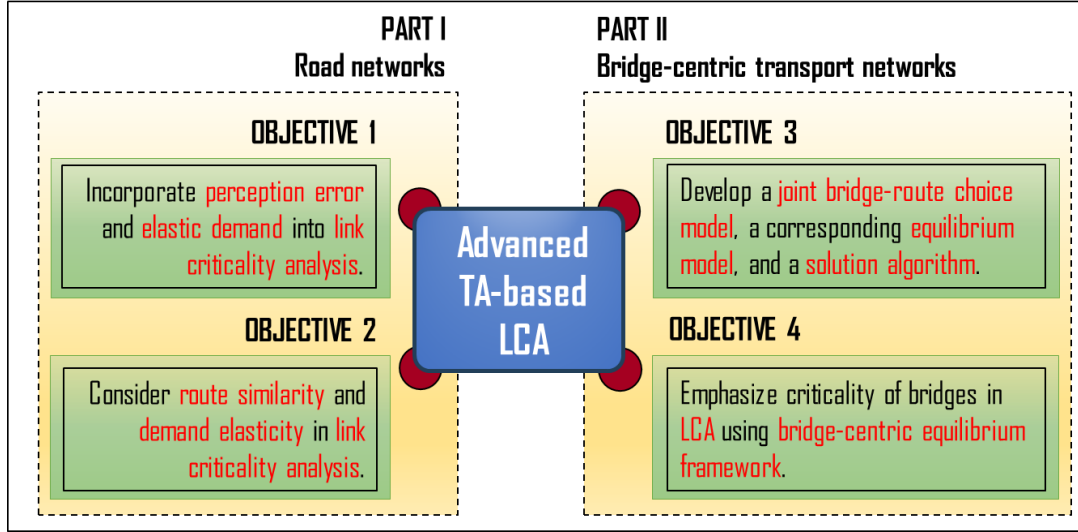 PART I
Road networks
OBJECTIVE 1
Incorporate perception error
and elastic demand into link
criticality analysis.
OBJECTIVE 2
Consider route similarity and
demand elasticity in link
criticality analysis.
Advanced
TA-based
LCA
PART II
Bridge-centric transport networks
OBJECTIVE 3
Develop a joint bridge-route choice
model, a corresponding equilibrium
model, and a solution algorithm.
OBJECTIVE 4
Emphasize criticality of bridges in
LCA using bridge-centric equilibrium
framework.